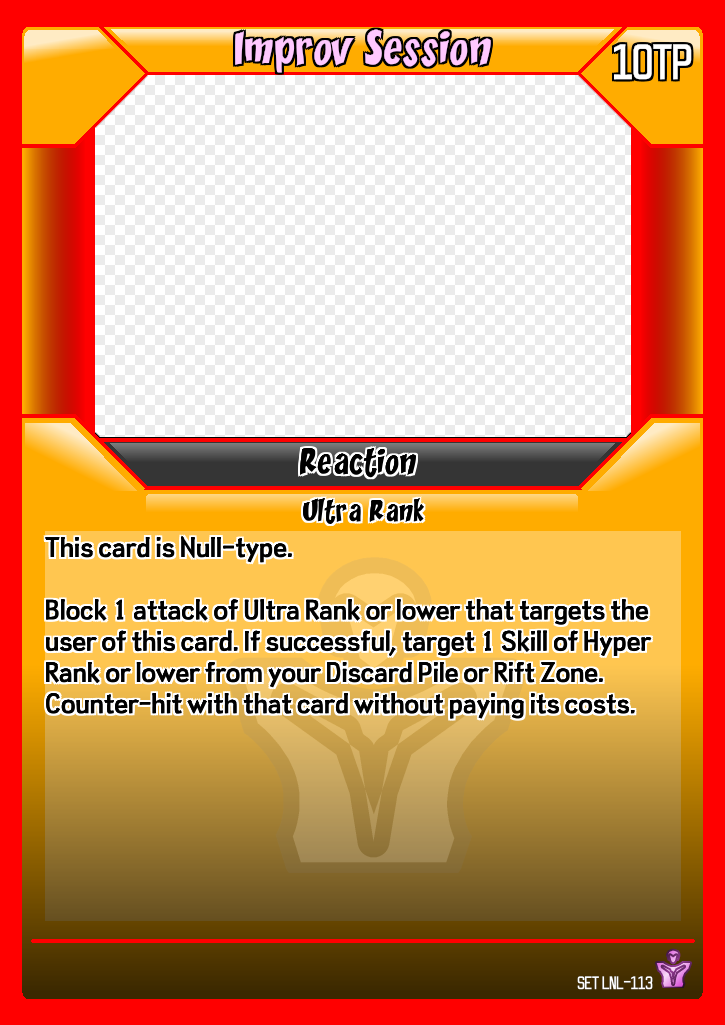 Improv Session
10TP
Reaction
Ultra Rank
This card is Null-type.
Block 1 attack of Ultra Rank or lower that targets the
user of this card. If successful, target 1 Skill of Hyper
Rank or lower from your Discard Pile or Rift Zone.
Counter-hit with that card without paying its costs.
SET LNL-113